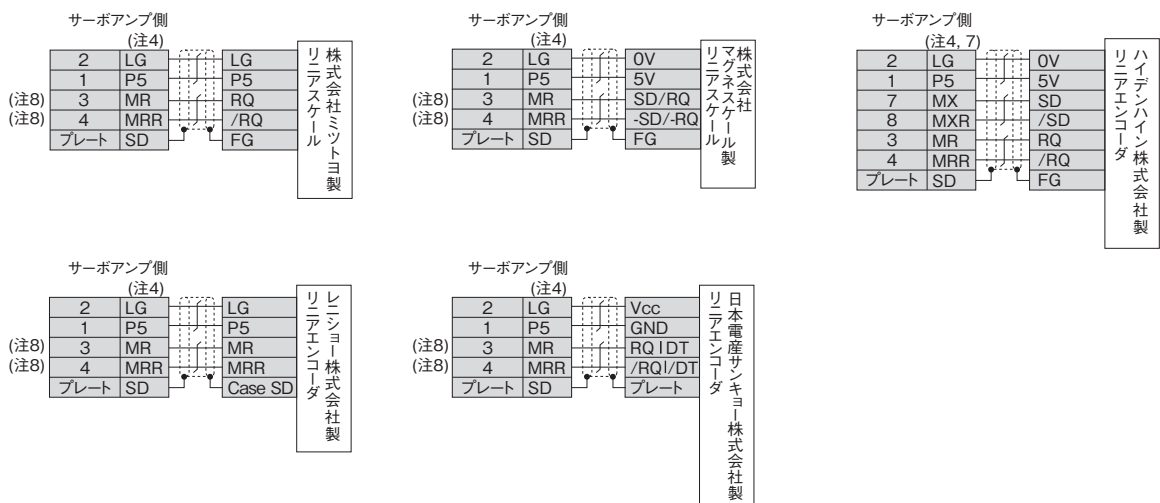 サーボアンプ側
(注4)
2 LG LG
1 P5 P5
(注8) 3 MR RQ
(注8) 4 MRR /RQ
プレート SD FG
株式会社ミツトヨ製
リニアスケール
サーボアンプ側
(注4)
2 LG 0V
1 P5 5V
(注8) 3 MR SD/RQ
(注8) 4 MRR -SD/-RQ
プレート SD FG
株式会社
マグネスケール製
リニアスケール
サーボアンプ側
(注4, 7)
2 LG 0V
1 P5 5V
7 MX SD
8 MXR /SD
3 MR RQ
4 MRR /RQ
プレート SD FG
ハイデンハイン株式会社製
リニアエンコーダ
サーボアンプ側
(注4)
2 LG LG
1 P5 P5
(注8) 3 MR MR
(注8) 4 MRR MRR
プレート SD Case SD
レニショー株式会社製
リニアエンコーダ
サーボアンプ側
(注4)
2 LG Vcc
1 P5 GND
(注8) 3 MR RQ|DT
(注8) 4 MRR /RQ|/DT
プレート SD プレート
日本電産サンキョー株式会社製
リニアエンコーダ